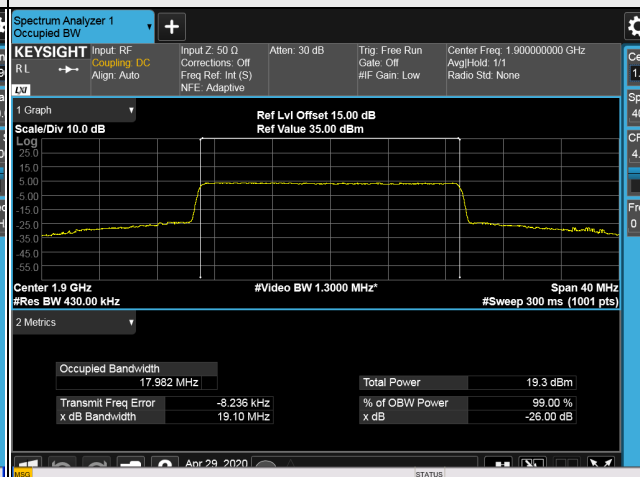 Spectrum Analyzer 1
Occupied BW
KEYSIGHT
R L
LXI
Input: RF
Coupling: DC
Align: Auto
Input Z: 50 Ω
Corrections: Off
Freq Ref: Int (S)
NFE: Adaptive
Atten: 30 dB
Trig: Free Run
Gate: Off
#IF Gain: Low
Center Freq: 1.900000000 GHz
Avg|Hold: 1/1
Radio Std: None
1 Graph
Scale/Div 10.0 dB
Ref Lvl Offset 15.00 dB
Ref Value 35.00 dBm
Log
25.0
15.0
5.00
-5.00
-15.0
-25.0
-35.0
-45.0
-55.0
Center 1.9 GHz
#Res BW 430.00 kHz
#Video BW 1.3000 MHz*
Span 40 MHz
#Sweep 300 ms (1001 pts)
2 Metrics
Occupied Bandwidth
17.982 MHz
Transmit Freq Error -8.236 kHz
x dB Bandwidth 19.10 MHz
Total Power 19.3 dBm
% of OBW Power 99.00 %
x dB -26.00 dB
Apr 29, 2020
MSG
STATUS